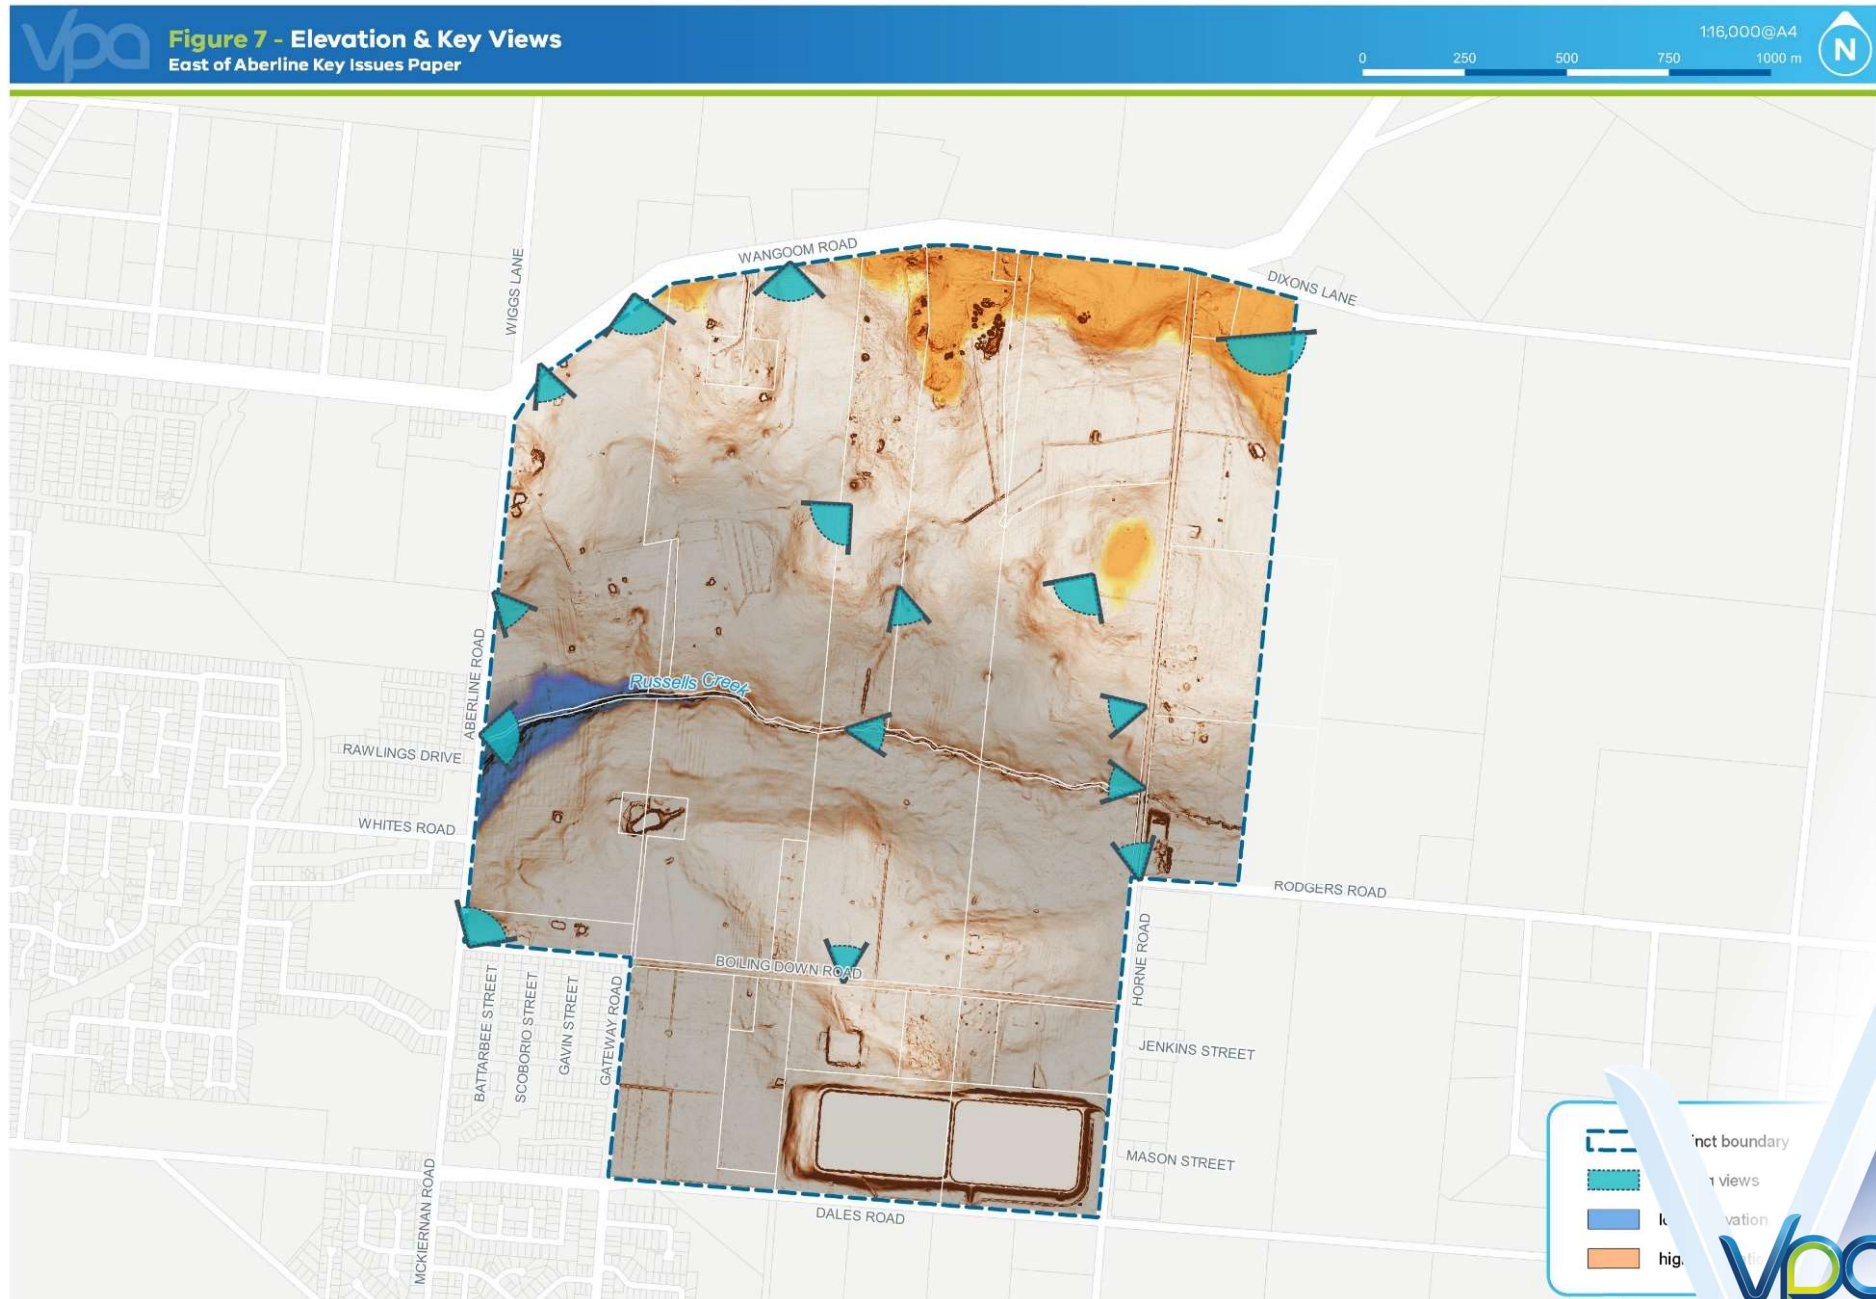 vpa
Figure 7 - Elevation & Key Views
East of Aberline Key Issues Paper
1:16,000@A4
0 250 500 750 1000 m
N
WANGOOM ROAD
DIXONS LANE
WIGGS LANE
ABERLINE ROAD
Russells Creek
RAWLINGS DRIVE
WHITES ROAD
RODGERS ROAD
BOILING DOWN ROAD
HORNE ROAD
BATTARBEE STREET
SCOBORIO STREET
GAVIN STREET
GATEWAY ROAD
JENKINS STREET
MASON STREET
DALES ROAD
MCKIERNAN ROAD
boundary
views
vpa